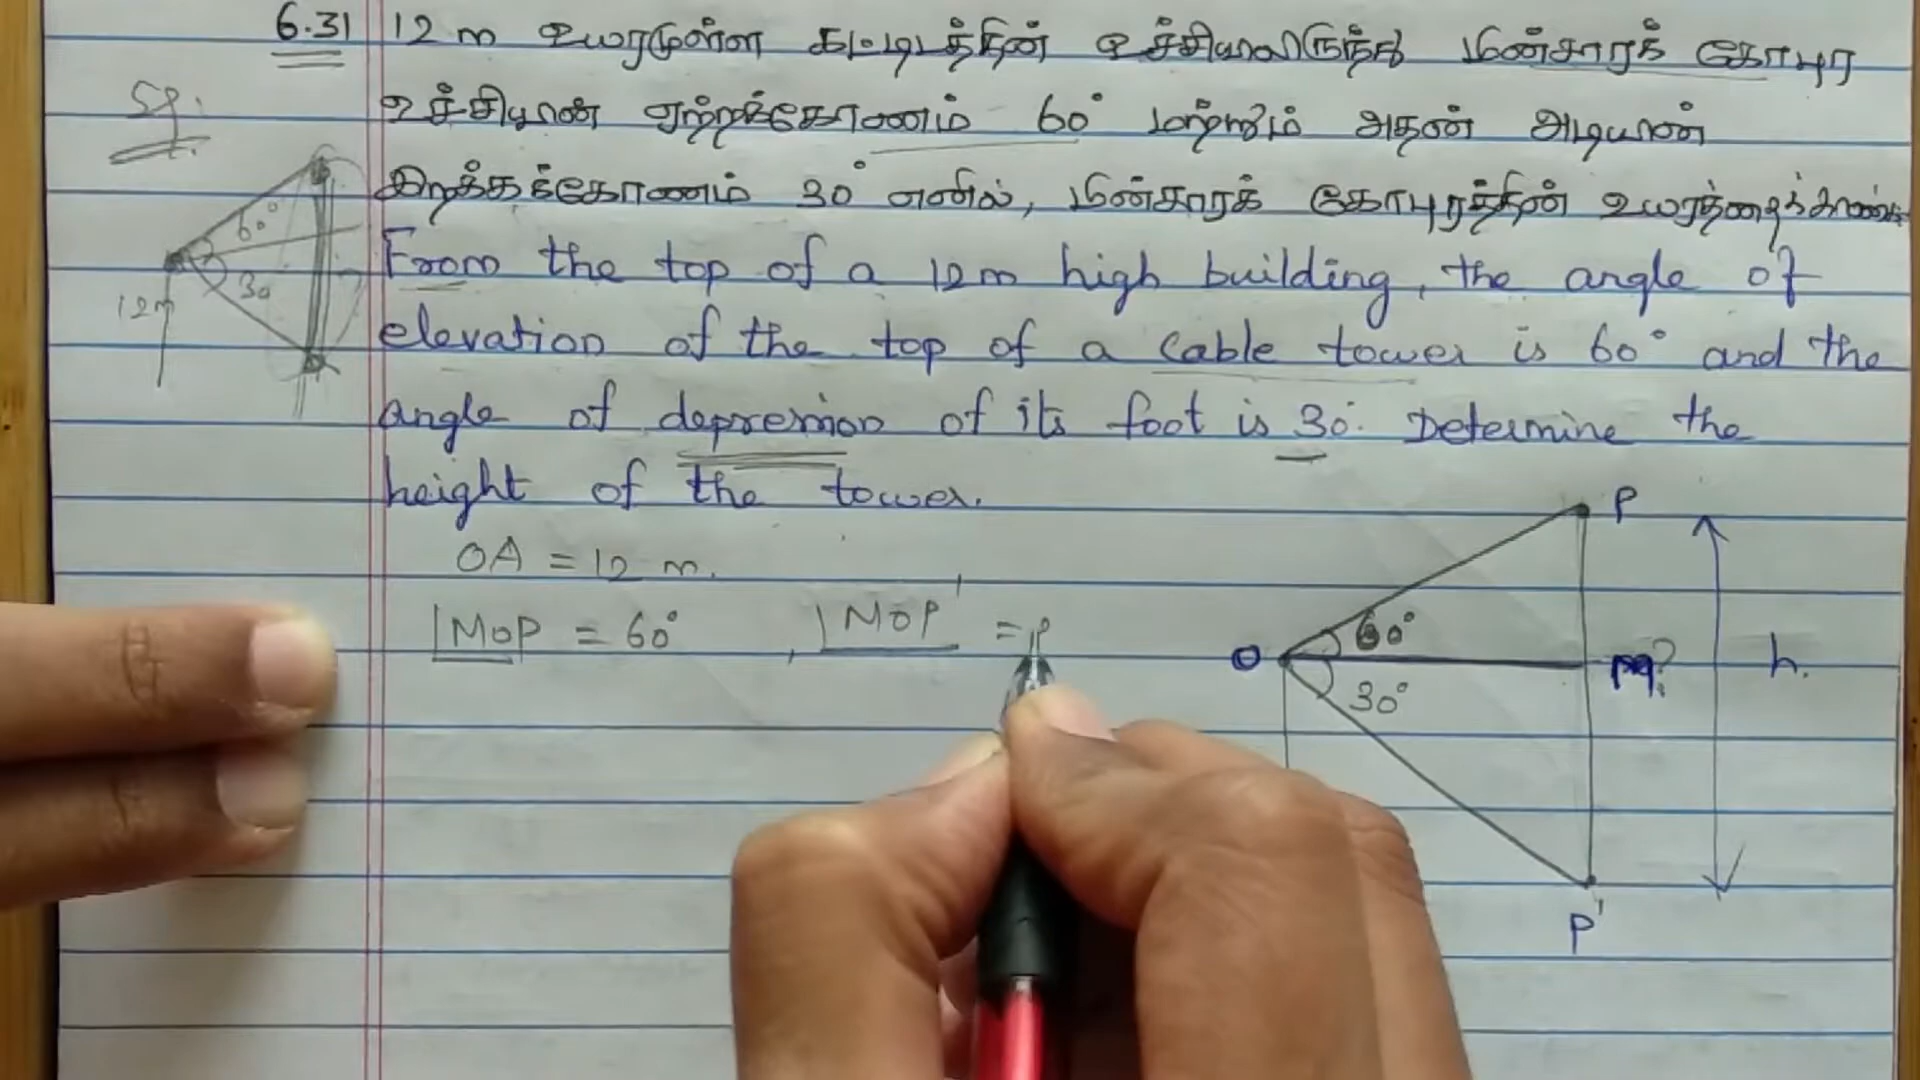 6.31 12 m உயரமுள்ள கட்டிடத்தின் உச்சியிலிருந்து மின்சாரக் கோபுர
உச்சியின் ஏற்றக்கோணம் 60° மற்றும் அதன் அடியின்
இறக்கக்கோணம் 30° எனில், மின்சாரக் கோபுரத்தின் உயரத்தைக் காண்க
From the top of a 12m high building, the angle of
elevation of the top of a cable tower is 60° and the
angle of depression of its foot is 30°. Determine the
height of the tower.
60°
30
12m
OA = 12 m.
MOP = 60° , MOP' =
P
60°
O
30°
h.
P'